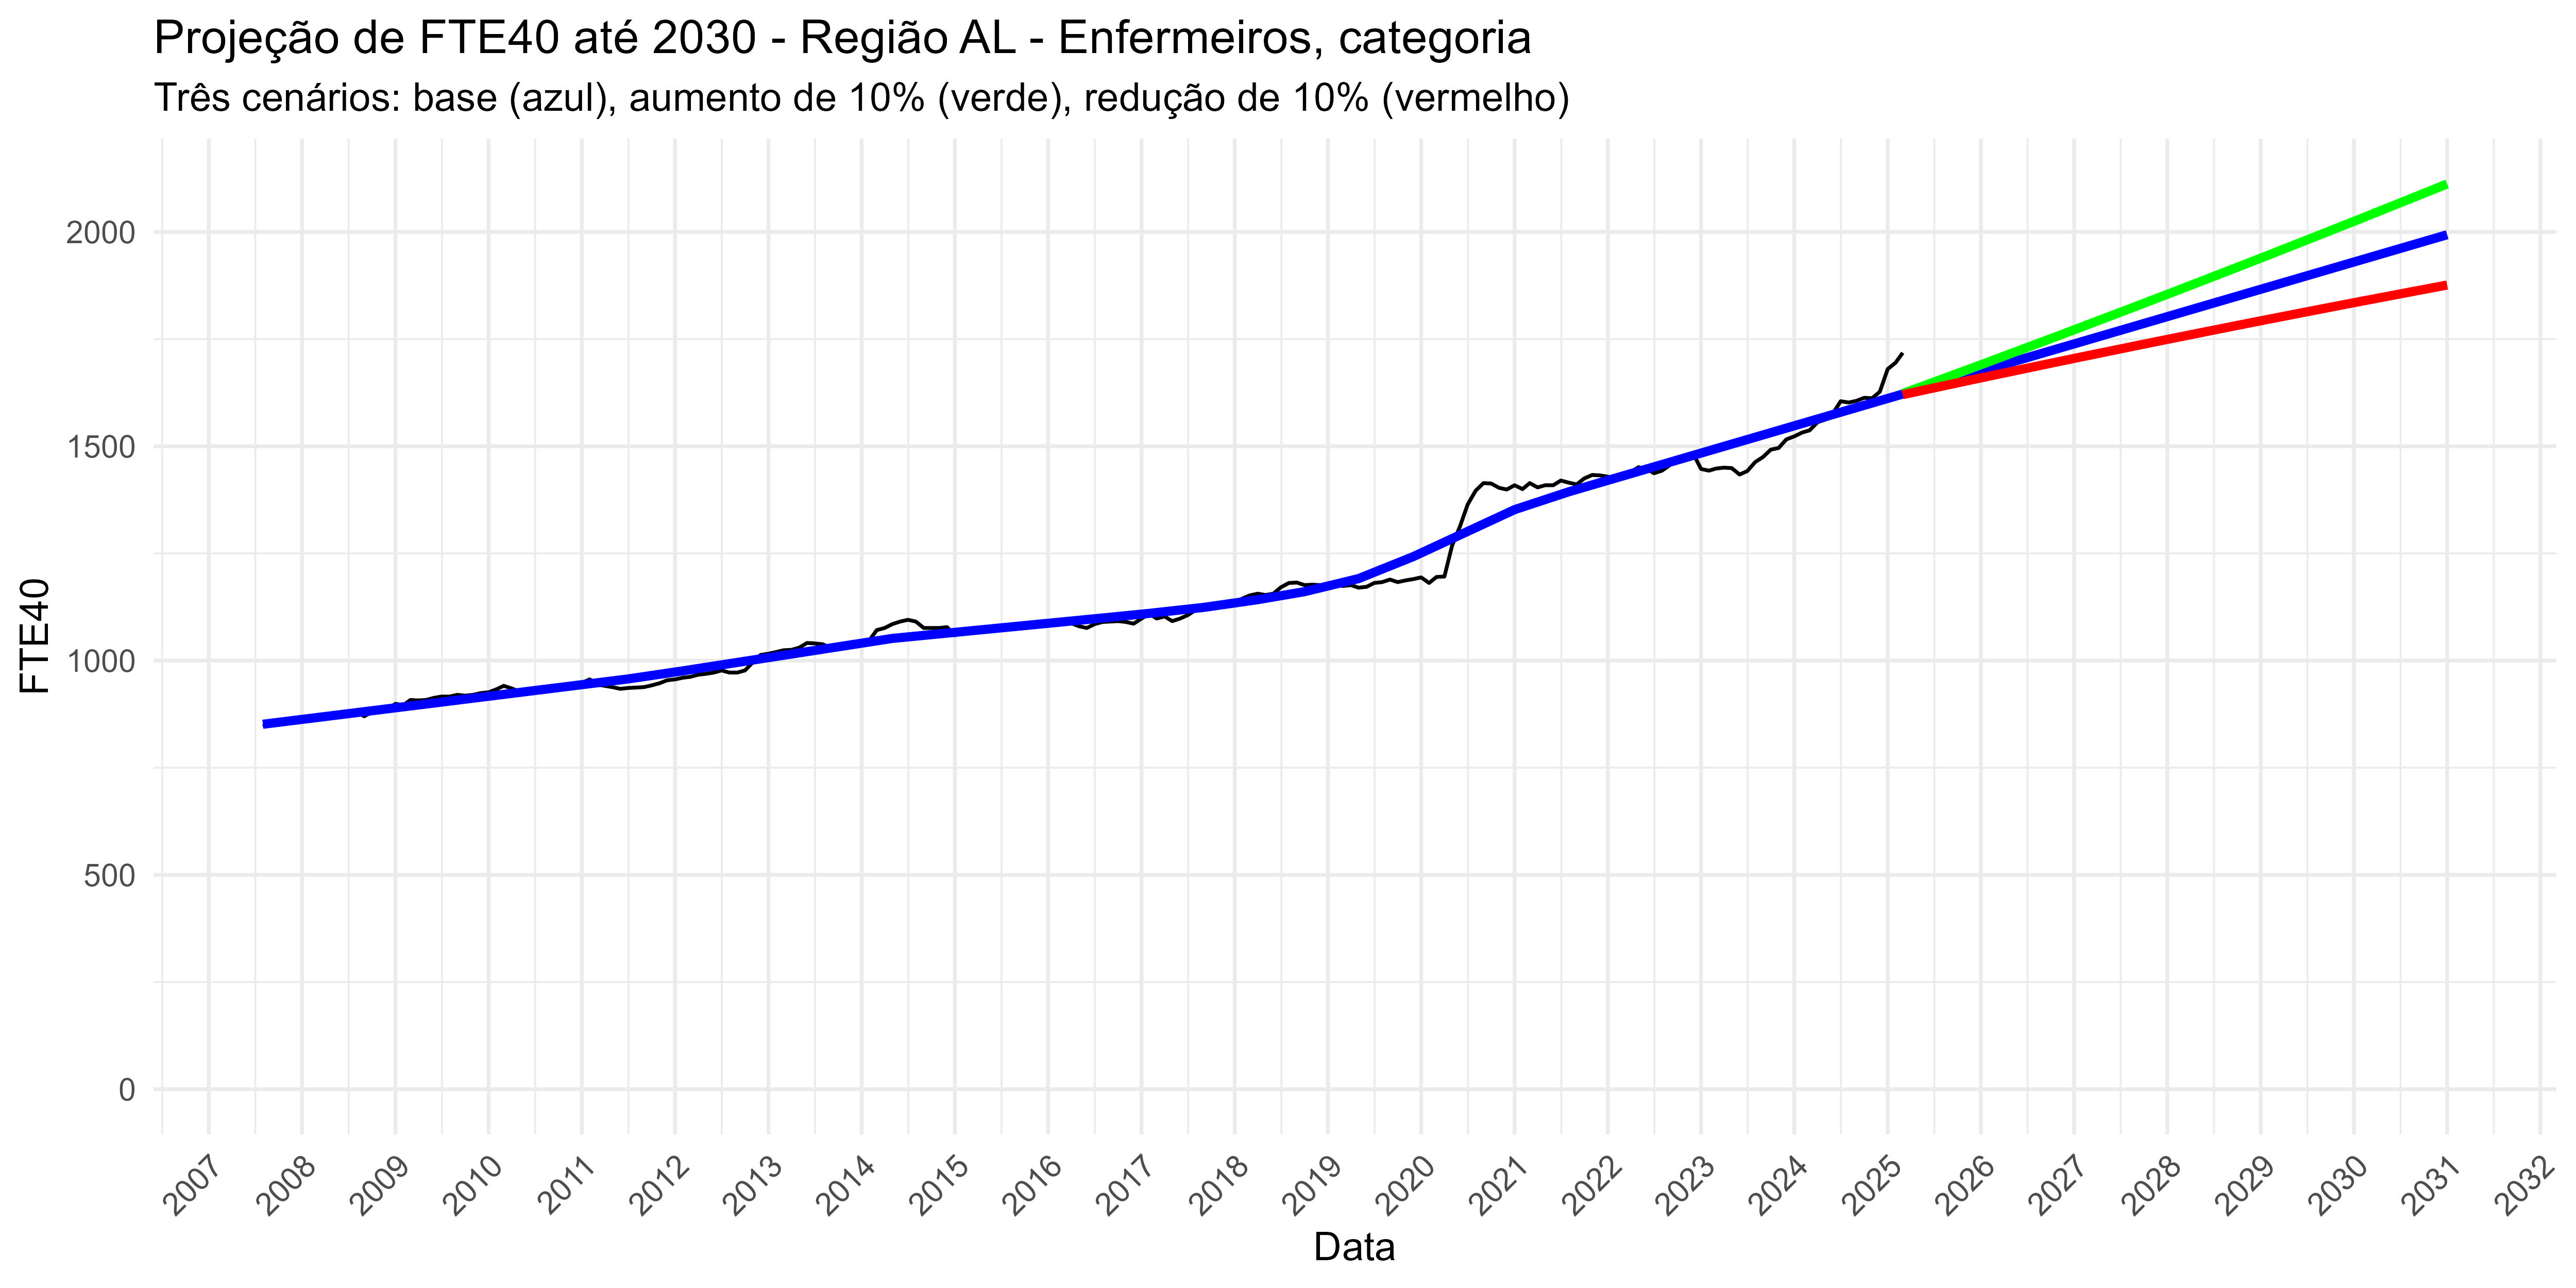 Projeção de FTE40 até 2030 - Região AL - Enfermeiros, categoria
Três cenários: base (azul), aumento de 10% (verde), redução de 10% (vermelho)
FTE40
2000
1500
1000
500
0
2007 2008 2009 2010 2011 2012 2013 2014 2015 2016 2017 2018 2019 2020 2021 2022 2023 2024 2025 2026 2027 2028 2029 2030 2031 2032
Data